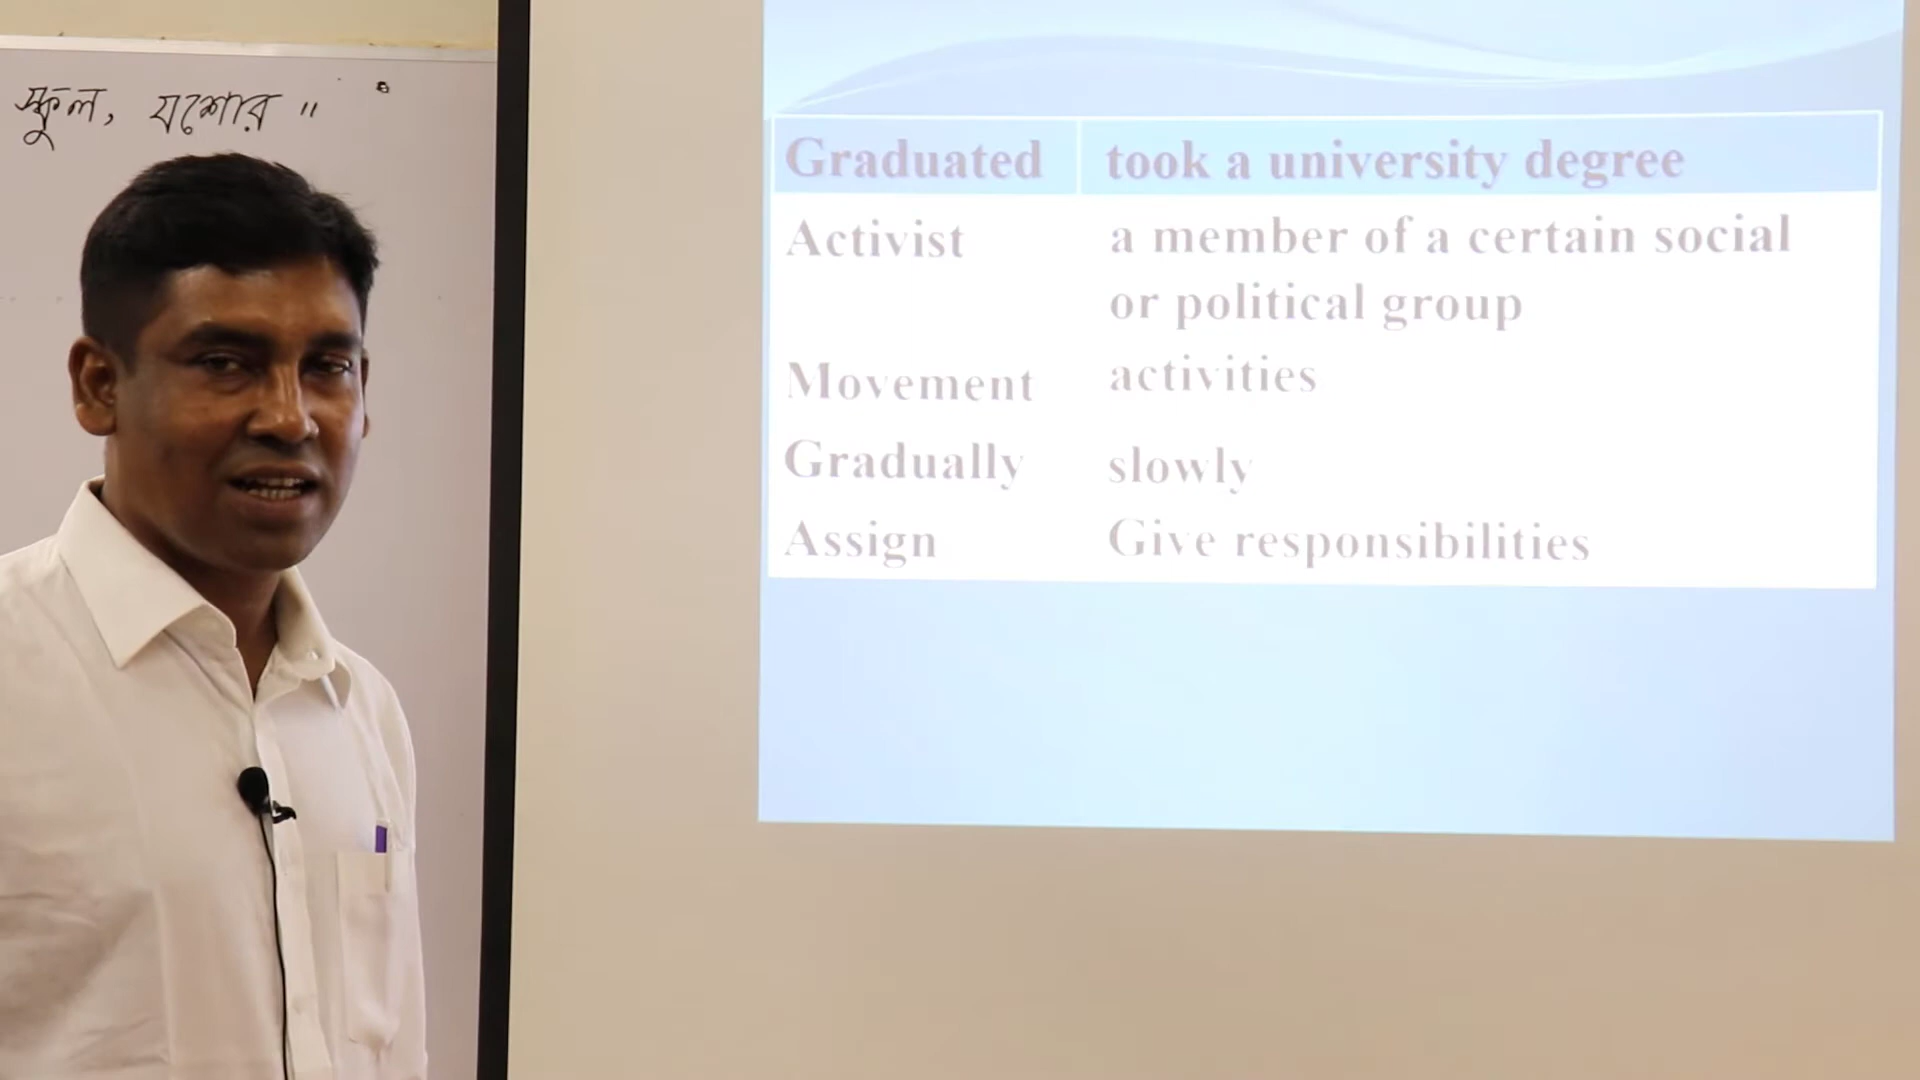 স্কুল, যশোর "
Graduated took a university degree
Activist a member of a certain social
or political group
Movement activities
Gradually slowly
Assign Give responsibilities